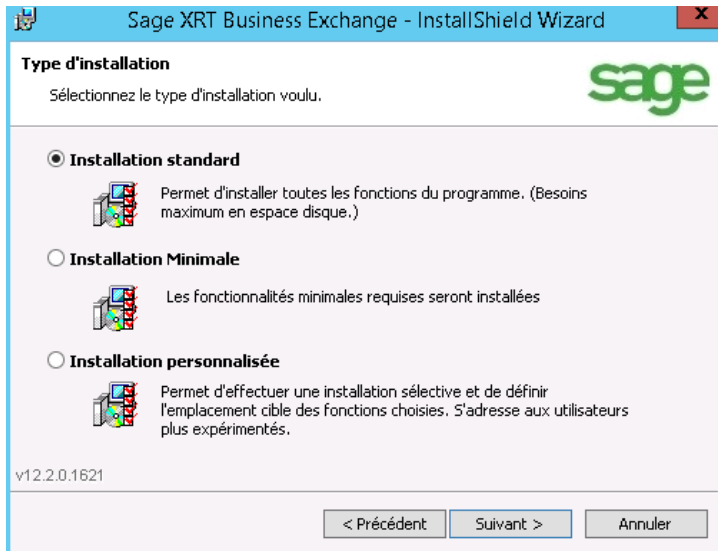 Sage XRT Business Exchange - InstallShield Wizard
x
Type d'installation
Sélectionnez le type d'installation voulu.
sage
Installation standard
Permet d'installer toutes les fonctions du programme. (Besoins
maximum en espace disque.)
Installation Minimale
Les fonctionnalités minimales requises seront installées
Installation personnalisée
Permet d'effectuer une installation sélective et de définir
l'emplacement cible des fonctions choisies. S'adresse aux utilisateurs
plus expérimentés.
v12.2.0.1621
< Précédent Suivant > Annuler